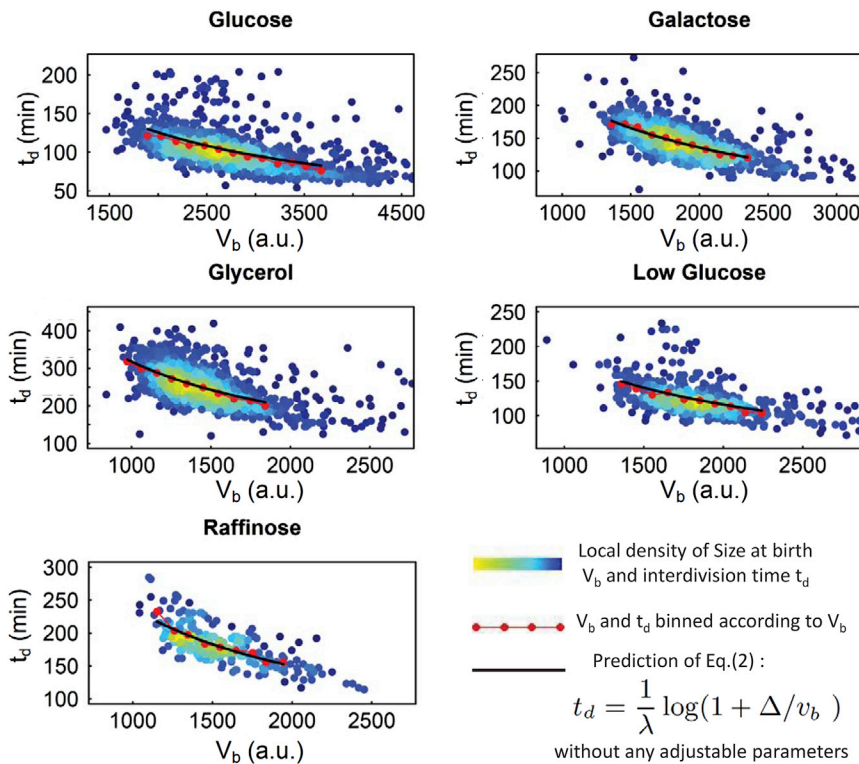 Glucose
200
150
100
50
1500
2500
3500
4500
t_d (min)
V_b (a.u.)
Galactose
250
200
150
100
1000
1500
2000
2500
3000
t_d (min)
V_b (a.u.)
Glycerol
400
300
200
100
1000
1500
2000
2500
t_d (min)
V_b (a.u.)
Low Glucose
250
200
150
100
1000
1500
2000
2500
t_d (min)
V_b (a.u.)
Raffinose
300
250
200
150
100
1000
1500
2000
2500
t_d (min)
V_b (a.u.)
Local density of Size at birth
V_b and interdivision time t_d
V_b and t_d binned according to V_b
Prediction of Eq.(2) :
t_d = 1/λ log(1 + Δ/v_b )
without any adjustable parameters